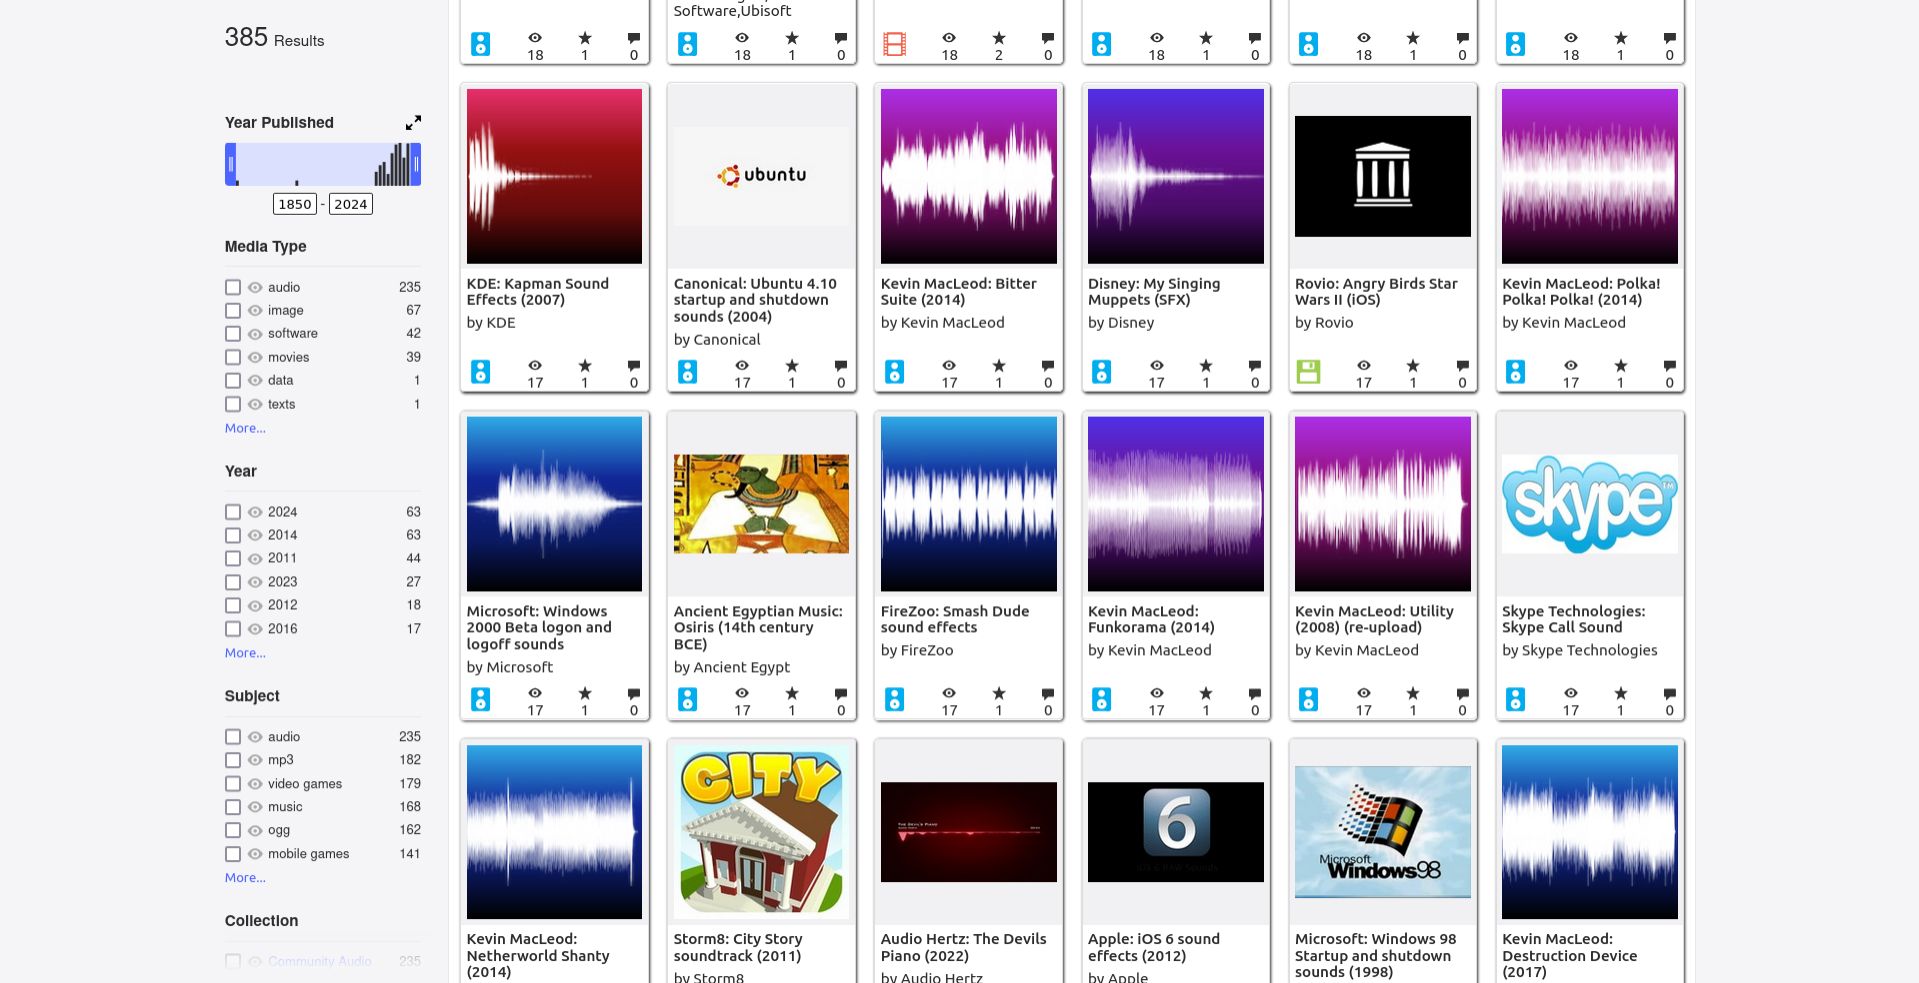 385 Results
Year Published
1850 - 2024
Media Type
audio 235
image 67
software 42
movies 39
data 1
texts 1
More...
Year
2024 63
2014 63
2011 44
2023 27
2012 18
2016 17
More...
Subject
audio 235
mp3 182
video games 179
music 168
ogg 162
mobile games 141
More...
Collection
Community Audio 235
Software,Ubisoft
18 1 0
18 1 0
18 2 0
18 1 0
18 1 0
18 1 0
KDE: Kapman Sound
Effects (2007)
by KDE
17 1 0
ubuntu
Canonical: Ubuntu 4.10
startup and shutdown
sounds (2004)
by Canonical
17 1 0
Kevin MacLeod: Bitter
Suite (2014)
by Kevin MacLeod
17 1 0
Disney: My Singing
Muppets (SFX)
by Disney
17 1 0
Rovio: Angry Birds Star
Wars II (iOS)
by Rovio
17 1 0
Kevin MacLeod: Polka!
Polka! Polka! (2014)
by Kevin MacLeod
17 1 0
Microsoft: Windows
2000 Beta logon and
logoff sounds
by Microsoft
17 1 0
Ancient Egyptian Music:
Osiris (14th century
BCE)
by Ancient Egypt
17 1 0
FireZoo: Smash Dude
sound effects
by FireZoo
17 1 0
Kevin MacLeod:
Funkorama (2014)
by Kevin MacLeod
17 1 0
Kevin MacLeod: Utility
(2008) (re-upload)
by Kevin MacLeod
17 1 0
skype™
Skype Technologies:
Skype Call Sound
by Skype Technologies
17 1 0
Kevin MacLeod:
Netherworld Shanty
(2014)
CITY
Storm8: City Story
soundtrack (2011)
by Storm8
The Devil's Piano
Audio Hertz: The Devils
Piano (2022)
by Audio Hertz
6
Apple: iOS 6 sound
effects (2012)
by Apple
Microsoft
Windows98
Microsoft: Windows 98
Startup and shutdown
sounds (1998)
Kevin MacLeod:
Destruction Device
(2017)